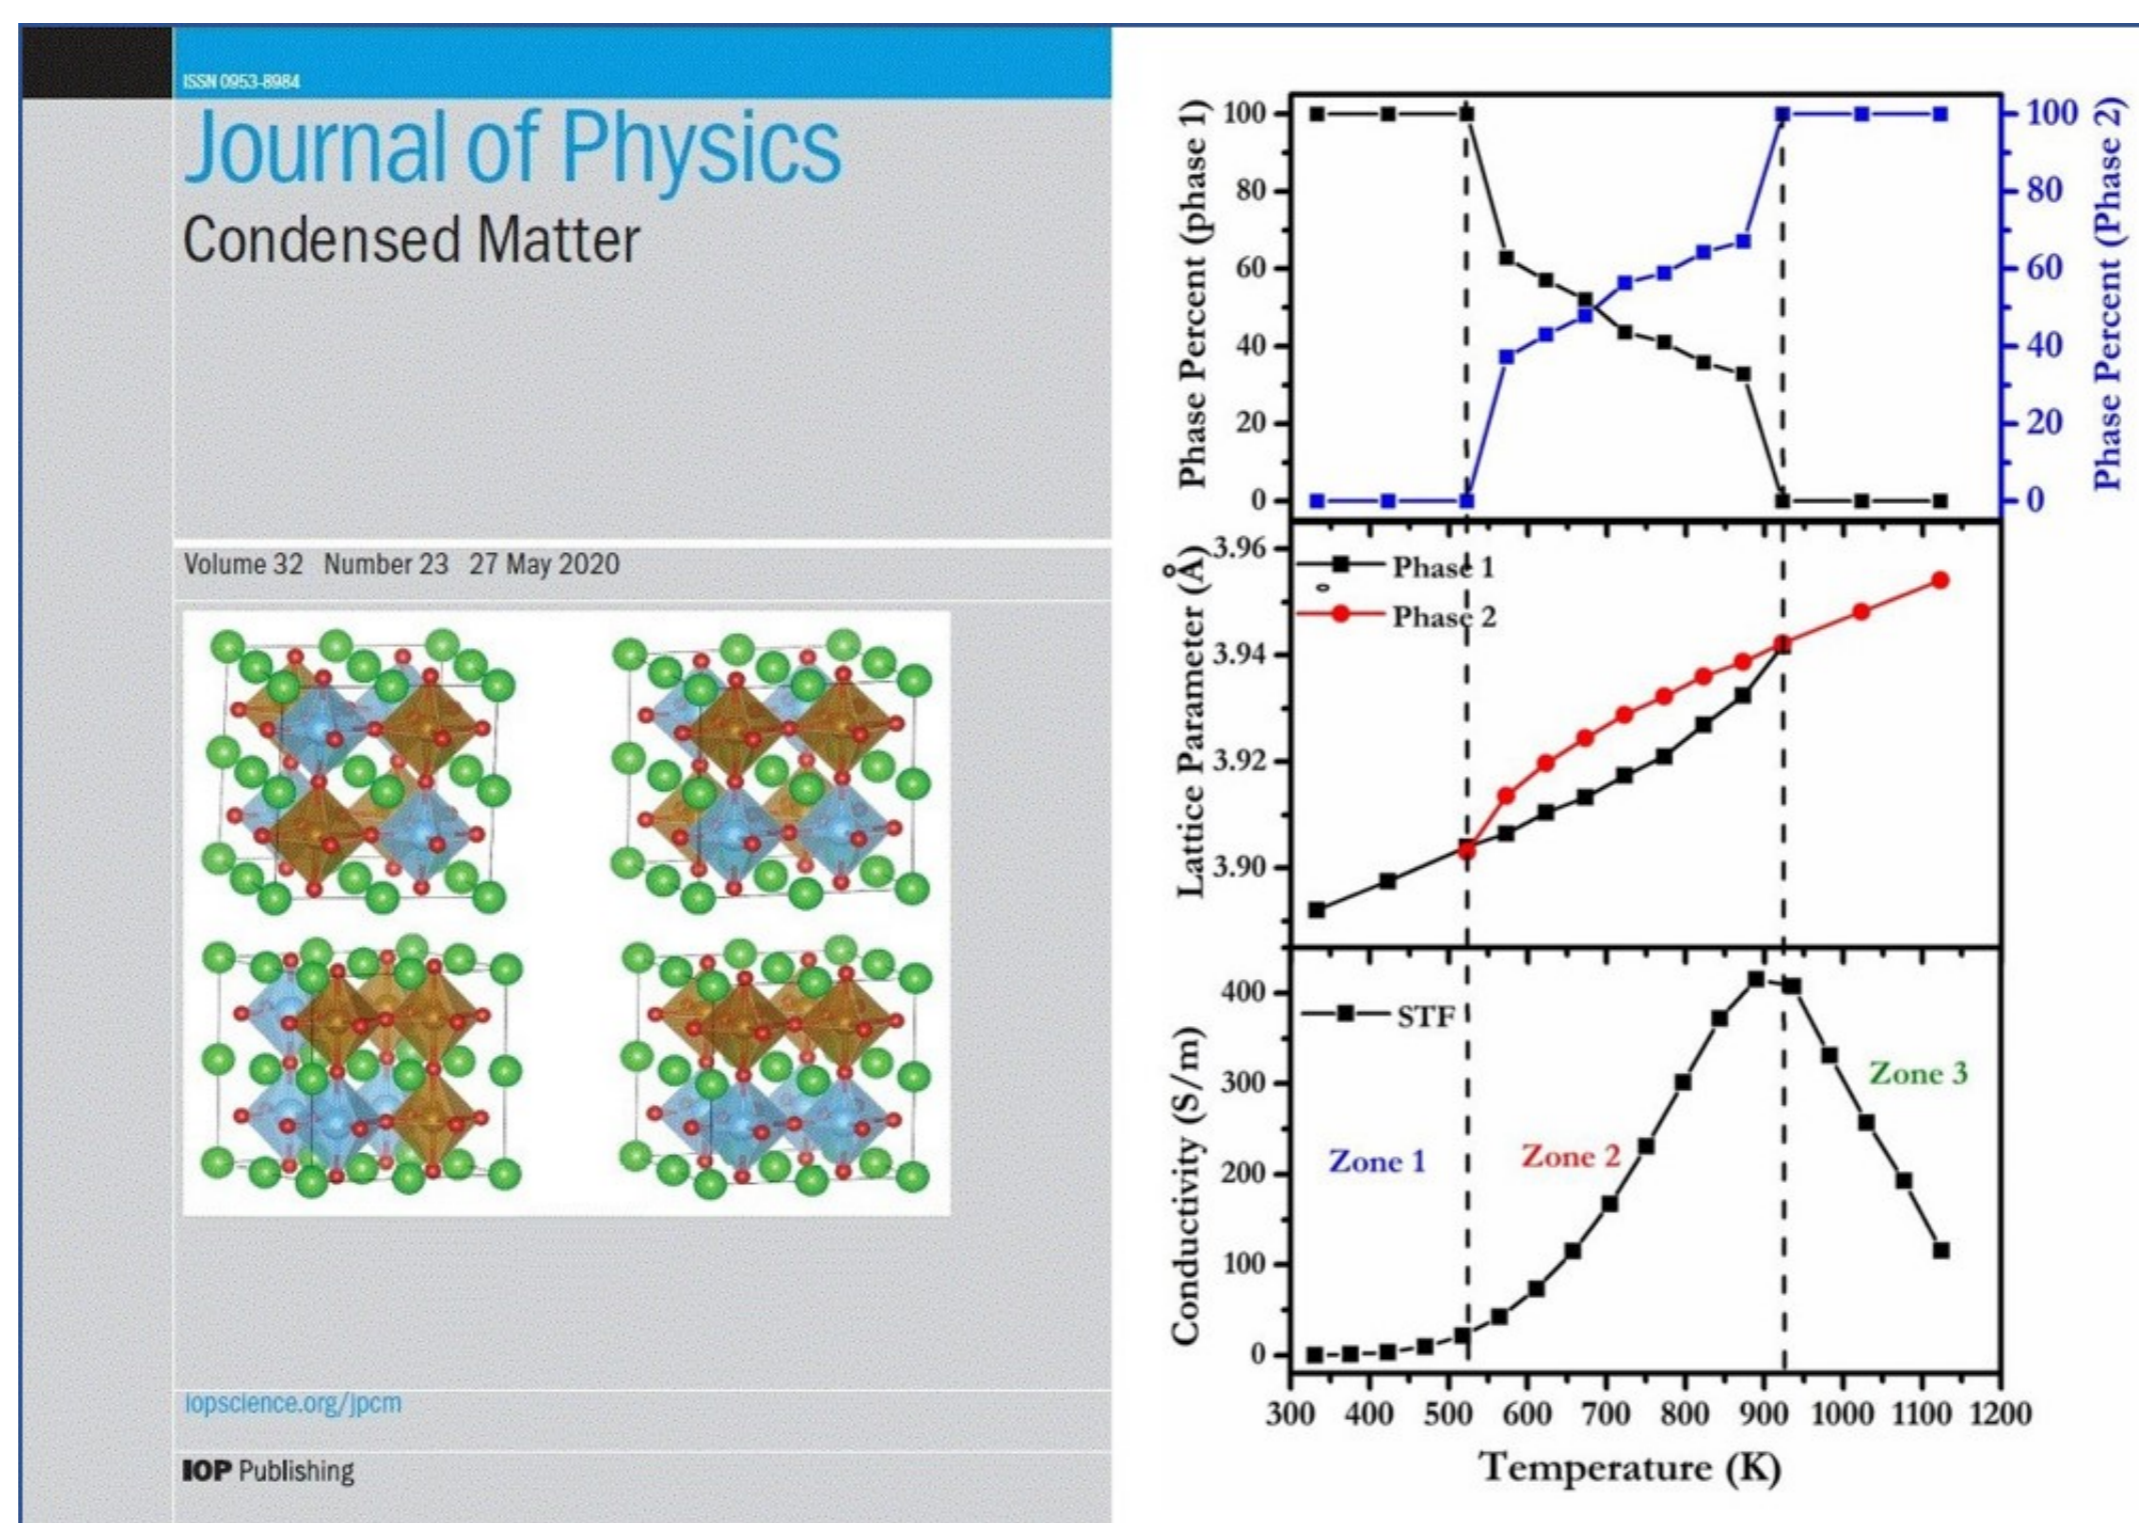 ISSN 0953-8984
Journal of Physics
Condensed Matter
Volume 32 Number 23 27 May 2020
iopscience.org/jpcm
IOP Publishing
Phase Percent (phase 1)
100
80
60
40
20
0
100
80
60
40
20
0
Phase Percent (Phase 2)
Lattice Parameter (Å)
3.96
3.94
3.92
3.90
Phase 1
Phase 2
Conductivity (S/m)
400
300
200
100
0
STF
Zone 1
Zone 2
Zone 3
300 400 500 600 700 800 900 1000 1100 1200
Temperature (K)